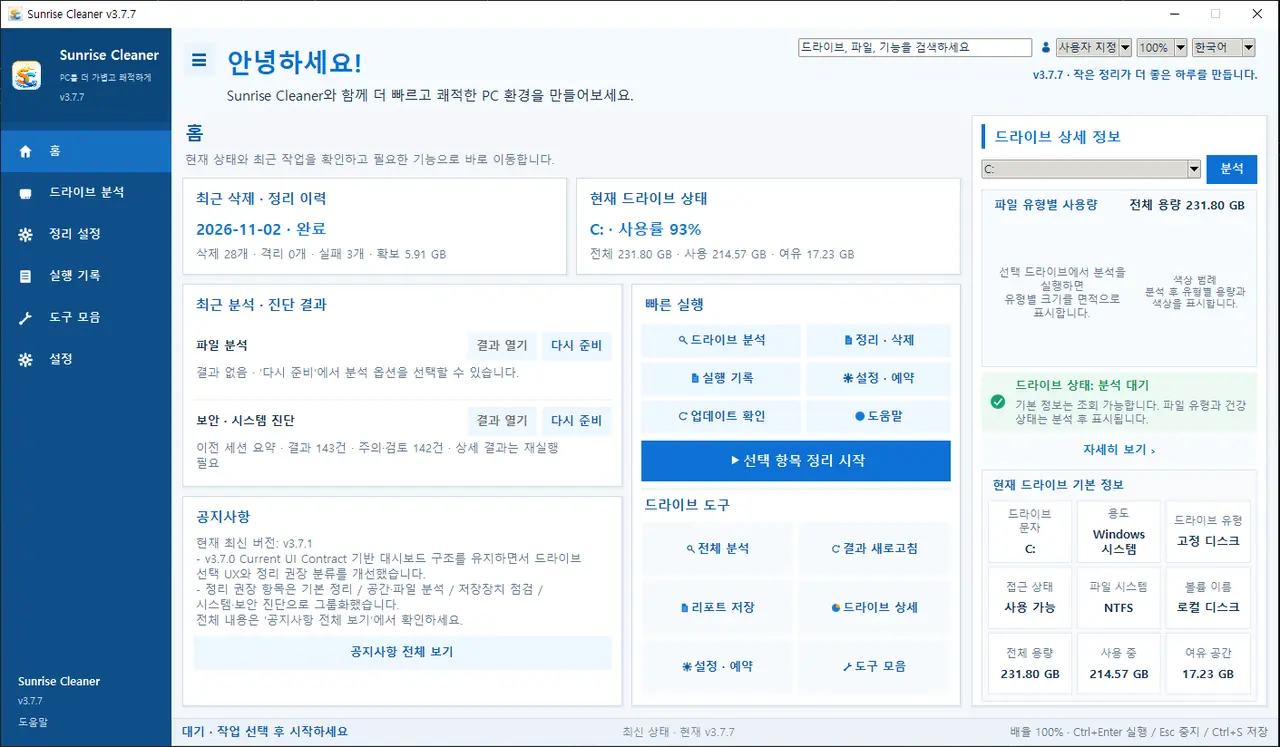 Sunrise Cleaner v3.7.7
Sunrise Cleaner
PC를 더 가볍고 쾌적하게
v3.7.7
홈
드라이브 분석
정리 설정
실행 기록
도구 모음
설정
Sunrise Cleaner
v3.7.7
도움말
안녕하세요!
Sunrise Cleaner와 함께 더 빠르고 쾌적한 PC 환경을 만들어보세요.
드라이브, 파일, 기능을 검색하세요
사용자 지정
100%
한국어
v3.7.7 · 작은 정리가 더 좋은 하루를 만듭니다.
홈
현재 상태와 최근 작업을 확인하고 필요한 기능으로 바로 이동합니다.
최근 삭제 · 정리 이력
2026-11-02 · 완료
삭제 28개 · 격리 0개 · 실패 3개 · 확보 5.91 GB
현재 드라이브 상태
C: · 사용률 93%
전체 231.80 GB · 사용 214.57 GB · 여유 17.23 GB
최근 분석 · 진단 결과
파일 분석
결과 열기
다시 준비
결과 없음 · '다시 준비'에서 분석 옵션을 선택할 수 있습니다.
보안 · 시스템 진단
결과 열기
다시 준비
이전 세션 요약 · 결과 143건 · 주의·검토 142건 · 상세 결과는 재실행
필요
공지사항
현재 최신 버전: v3.7.1
- v3.7.0 Current UI Contract 기반 대시보드 구조를 유지하면서 드라이브
선택 UX와 정리 권장 분류를 개선했습니다.
- 정리 권장 항목은 기본 정리 / 공간·파일 분석 / 저장장치 점검 /
시스템·보안 진단으로 그룹화했습니다.
전체 내용은 '공지사항 전체 보기'에서 확인하세요.
공지사항 전체 보기
빠른 실행
드라이브 분석
정리 · 삭제
실행 기록
설정 · 예약
업데이트 확인
도움말
선택 항목 정리 시작
드라이브 도구
전체 분석
결과 새로고침
리포트 저장
드라이브 상세
설정 · 예약
도구 모음
드라이브 상세 정보
C:
분석
파일 유형별 사용량
전체 용량 231.80 GB
선택 드라이브에서 분석을
실행하면
유형별 크기를 면적으로
표시합니다.
색상 범례
분석 후 유형별 용량과
색상을 표시합니다.
드라이브 상태: 분석 대기
기본 정보는 조회 가능합니다. 파일 유형과 건강
상태는 분석 후 표시됩니다.
자세히 보기 ›
현재 드라이브 기본 정보
드라이브
문자
C:
용도
Windows
시스템
드라이브 유형
고정 디스크
접근 상태
사용 가능
파일 시스템
NTFS
볼륨 이름
로컬 디스크
전체 용량
231.80 GB
사용 중
214.57 GB
여유 공간
17.23 GB
대기 · 작업 선택 후 시작하세요
최신 상태 · 현재 v3.7.7
배율 100% · Ctrl+Enter 실행 / Esc 중지 / Ctrl+S 저장